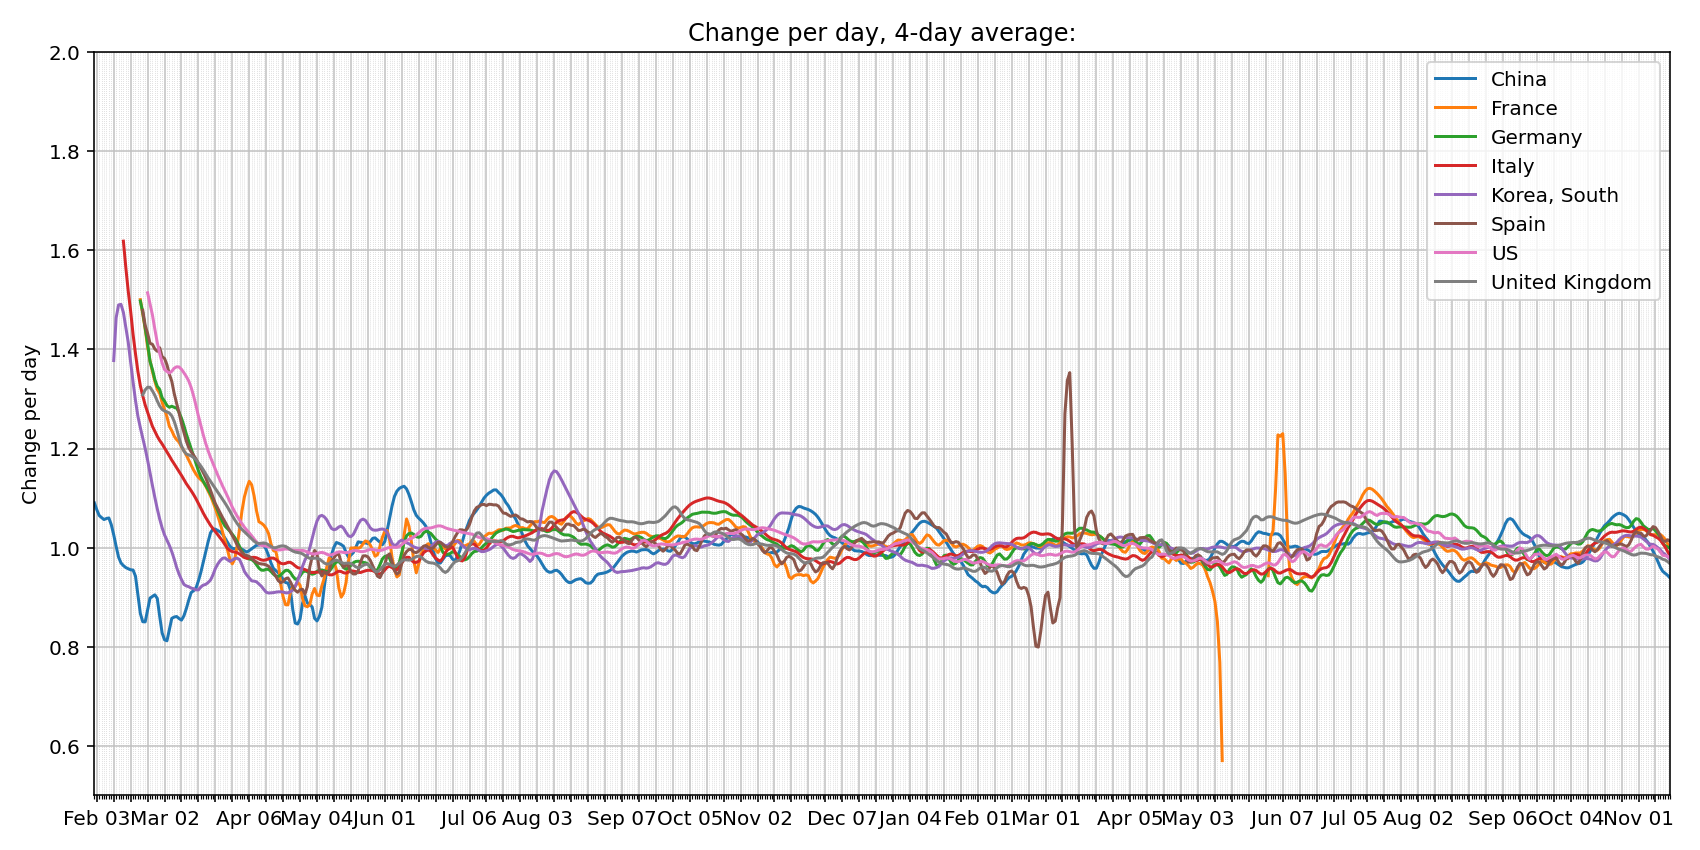 Change per day, 4-day average:
2.0
1.8
1.6
1.4
1.2
1.0
0.8
0.6
Change per day
China
France
Germany
Italy
Korea, South
Spain
US
United Kingdom
Feb 03 Mar 02 Apr 06 May 04 Jun 01 Jul 06 Aug 03 Sep 07 Oct 05 Nov 02 Dec 07 Jan 04 Feb 01 Mar 01 Apr 05 May 03 Jun 07 Jul 05 Aug 02 Sep 06 Oct 04 Nov 01